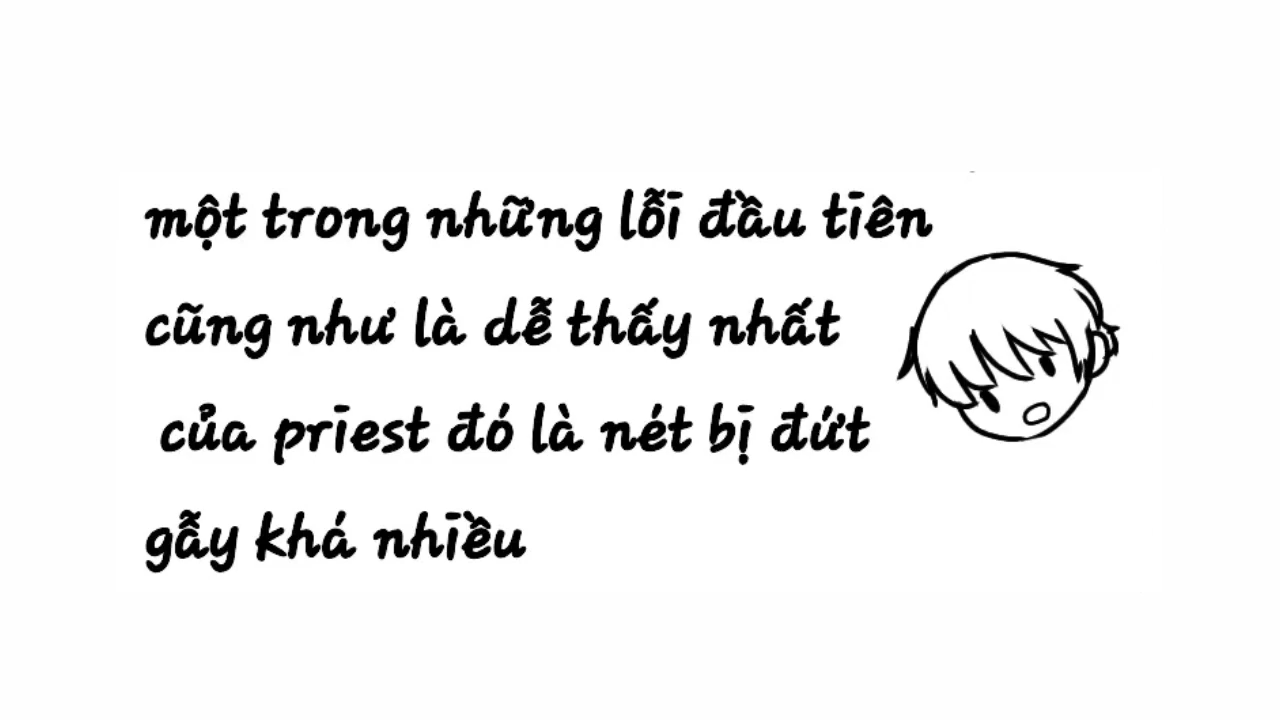 một trong những lỗi đầu tiên
cũng như là dễ thấy nhất
của priest đó là nét bị đứt
gẫy khá nhiều